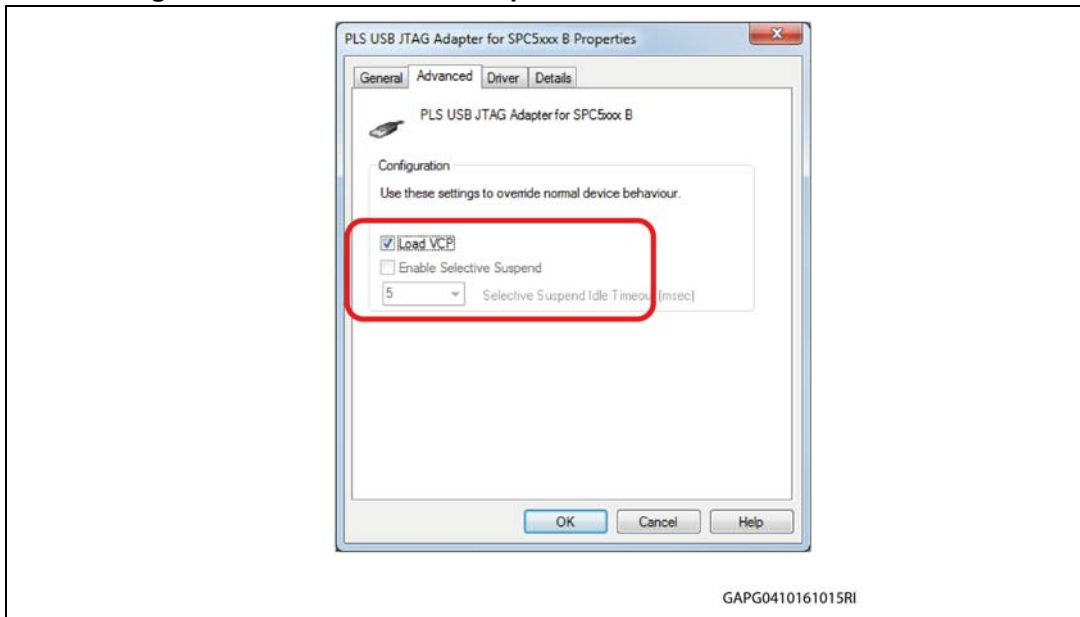 PLS USB JTAG Adapter for SPC5xxx B Properties
General Advanced Driver Details
PLS USB JTAG Adapter for SPC5xxx B
Configuration
Use these settings to override normal device behaviour.
Load VCP
Enable Selective Suspend
5 Selective Suspend Idle Timeout (msec)
OK Cancel Help
GAPG0410161015RI